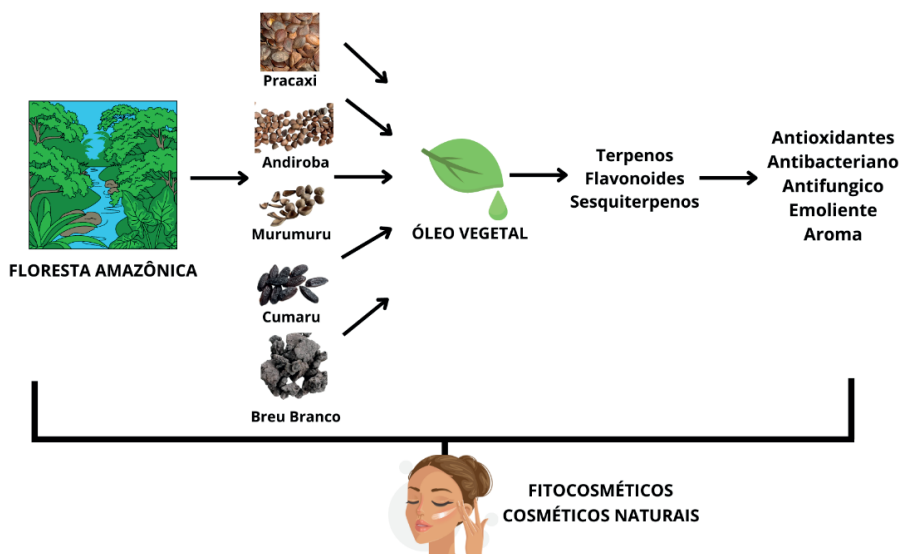 Pracaxi
Andiroba
Murumuru
Cumaru
Breu Branco
FLORESTA AMAZÔNICA
ÓLEO VEGETAL
Terpenos
Flavonoides
Sesquiterpenos
Antioxidantes
Antibacteriano
Antifungico
Emoliente
Aroma
FITOCOSMÉTICOS
COSMÉTICOS NATURAIS